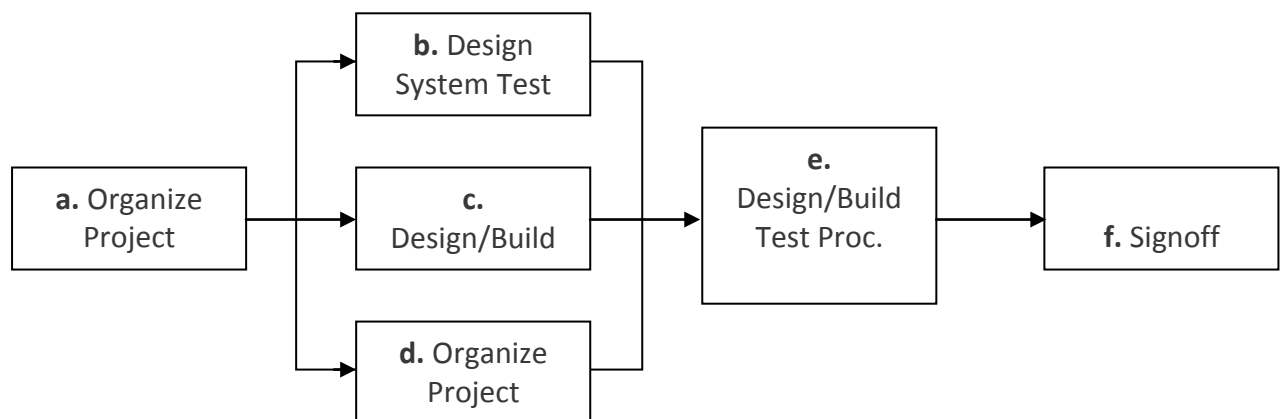 b. Design
System Test
a. Organize
Project
c.
Design/Build
d. Organize
Project
e.
Design/Build
Test Proc.
f. Signoff